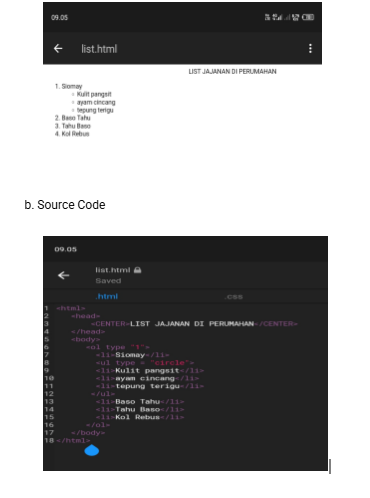 09.05
list.html
LIST JAJANAN DI PERUMAHAN
1. Siomay
Kulit pangsit
ayam cincang
tepung terigu
2. Baso Tahu
3. Tahu Baso
4. Kol Rebus
b. Source Code
09.05
list.html
Saved
.html .css
1 <html>
2 <head>
3 <CENTER>LIST JAJANAN DI PERUMAHAN</CENTER>
4 </head>
5 <body>
6 <ol type "1">
7 <li>Siomay</li>
8 <ul type = "circle">
9 <li>Kulit pangsit</li>
10 <li>ayam cincang</li>
11 <li>tepung terigu</li>
12 </ul>
13 <li>Baso Tahu</li>
14 <li>Tahu Baso</li>
15 <li>Kol Rebus</li>
16 </ol>
17 </body>
18 </html>